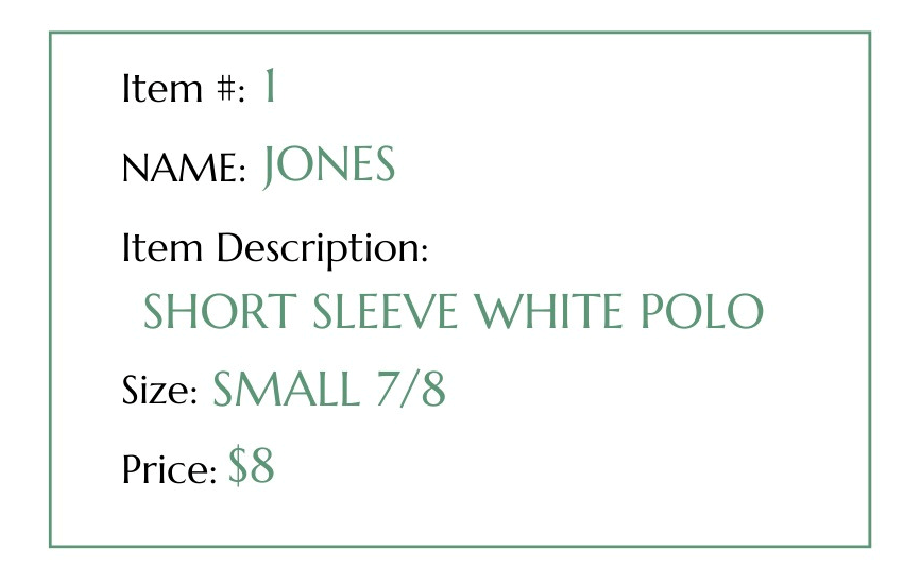 Item #: 1
NAME: JONES
Item Description:
SHORT SLEEVE WHITE POLO
Size: SMALL 7/8
Price: $8